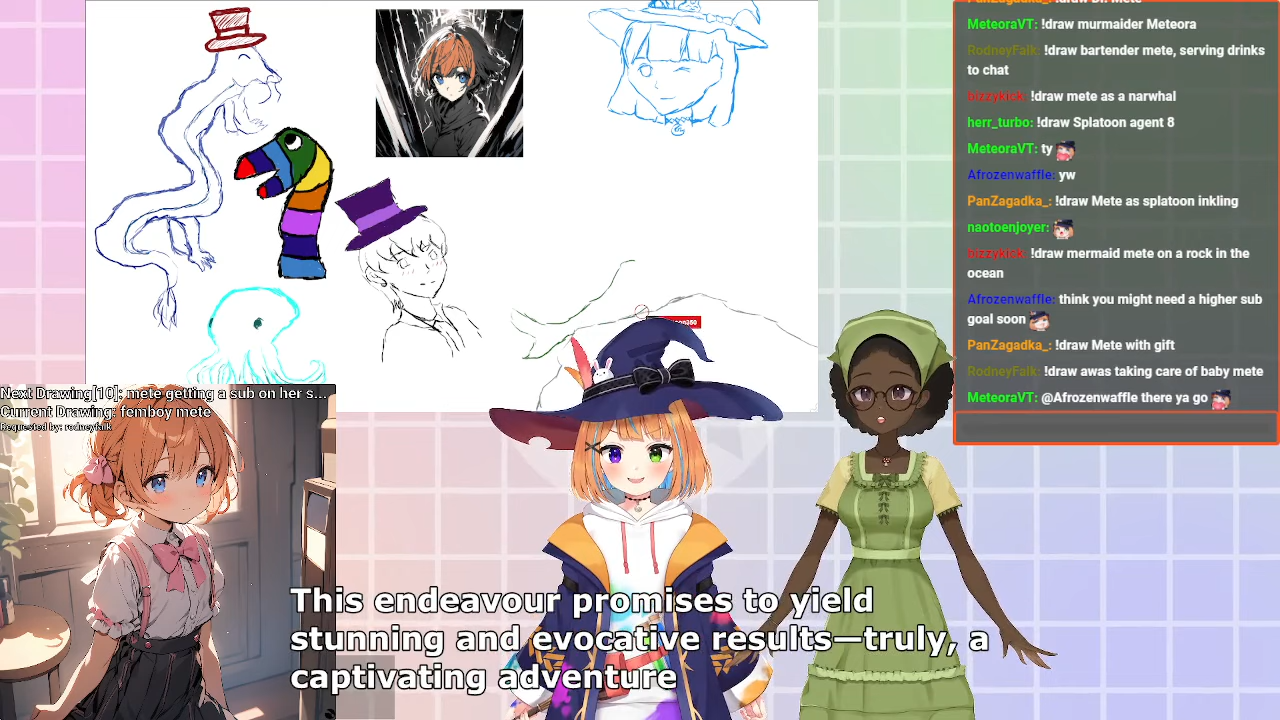 MeteoraVT: !draw murmaider Meteora
RodneyFalk: !draw bartender mete, serving drinks
to chat
bizzykick: !draw mete as a narwhal
herr_turbo: !draw Splatoon agent 8
MeteoraVT: ty
Afrozenwaffle: yw
PanZagadka_: !draw Mete as splatoon inkling
naotoenjoyer:
bizzykick: !draw mermaid mete on a rock in the
ocean
Afrozenwaffle: think you might need a higher sub
goal soon
PanZagadka_: !draw Mete with gift
RodneyFalk: !draw awas taking care of baby mete
MeteoraVT: @Afrozenwaffle there ya go
Next Drawing[10]: mete getting a sub on her s...
Current Drawing: femboy mete
Requested by: rodneyfalk
This endeavour promises to yield
stunning and evocative results—truly, a
captivating adventure